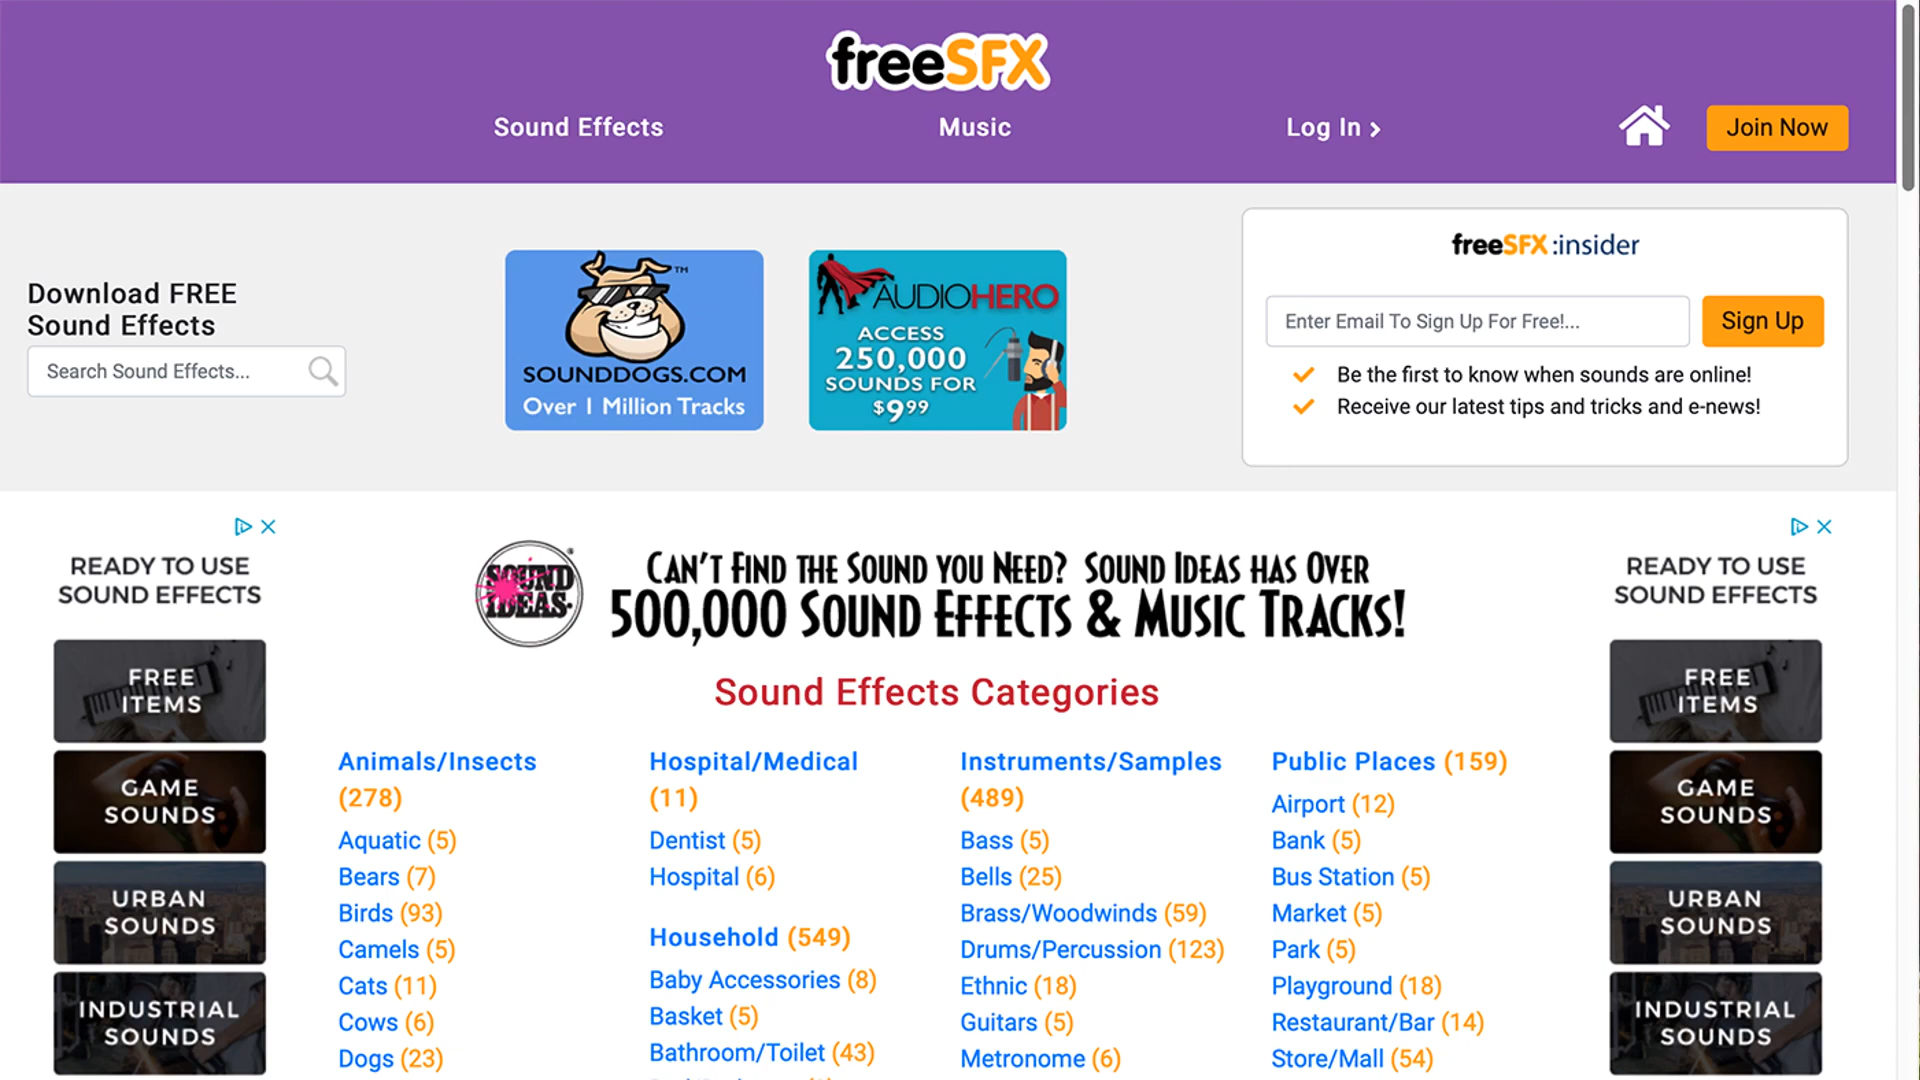 freeSFX
Sound Effects
Music
Log In
Join Now
Download FREE
Sound Effects
Search Sound Effects...
SOUNDDOGS.COM
Over 1 Million Tracks
™
AUDIOHERO
ACCESS
250,000
SOUNDS FOR
$9⁹⁹
freeSFX:insider
Enter Email To Sign Up For Free!...
Sign Up
Be the first to know when sounds are online!
Receive our latest tips and tricks and e-news!
READY TO USE
SOUND EFFECTS
FREE
ITEMS
GAME
SOUNDS
URBAN
SOUNDS
INDUSTRIAL
SOUNDS
SOUND
IDEAS
®
CAN'T FIND THE SOUND YOU NEED? SOUND IDEAS HAS OVER
500,000 SOUND EFFECTS & MUSIC TRACKS!
Sound Effects Categories
Animals/Insects
(278)
Aquatic (5)
Bears (7)
Birds (93)
Camels (5)
Cats (11)
Cows (6)
Dogs (23)
Hospital/Medical
(11)
Dentist (5)
Hospital (6)
Household (549)
Baby Accessories (8)
Basket (5)
Bathroom/Toilet (43)
Instruments/Samples
(489)
Bass (5)
Bells (25)
Brass/Woodwinds (59)
Drums/Percussion (123)
Ethnic (18)
Guitars (5)
Metronome (6)
Public Places (159)
Airport (12)
Bank (5)
Bus Station (5)
Market (5)
Park (5)
Playground (18)
Restaurant/Bar (14)
Store/Mall (54)
READY TO USE
SOUND EFFECTS
FREE
ITEMS
GAME
SOUNDS
URBAN
SOUNDS
INDUSTRIAL
SOUNDS